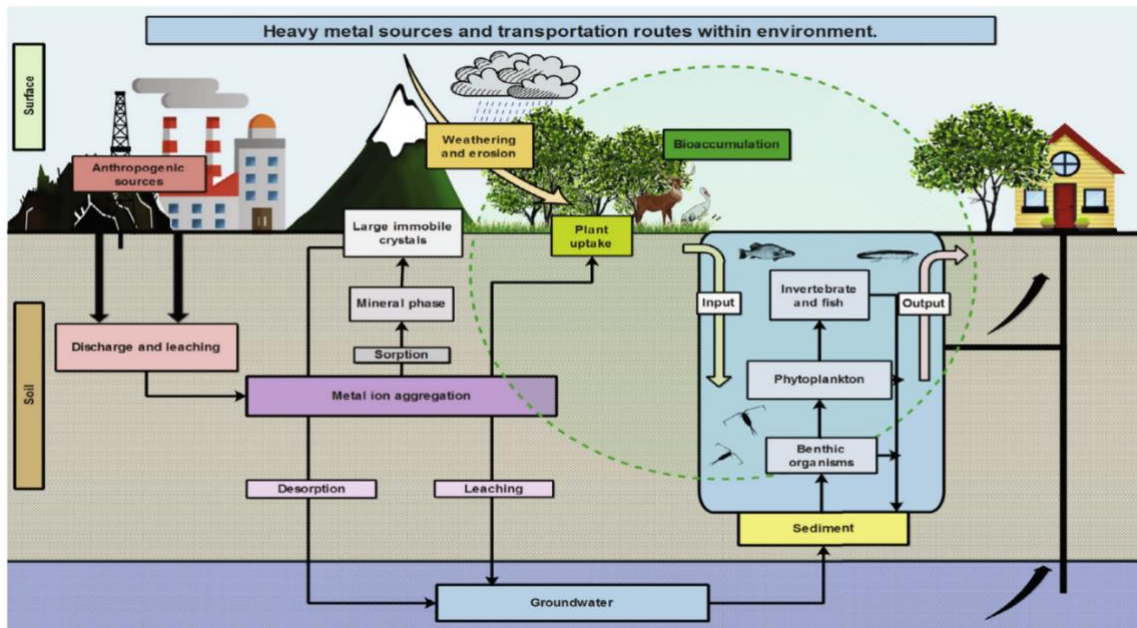 Heavy metal sources and transportation routes within environment.
Surface
Anthropogenic
sources
Weathering
and erosion
Bioaccumulation
Large immobile
crystals
Plant
uptake
Mineral phase
Input
Invertebrate
and fish
Output
Discharge and leaching
Sorption
Phytoplankton
Metal ion aggregation
Soil
Benthic
organisms
Desorption
Leaching
Sediment
Groundwater